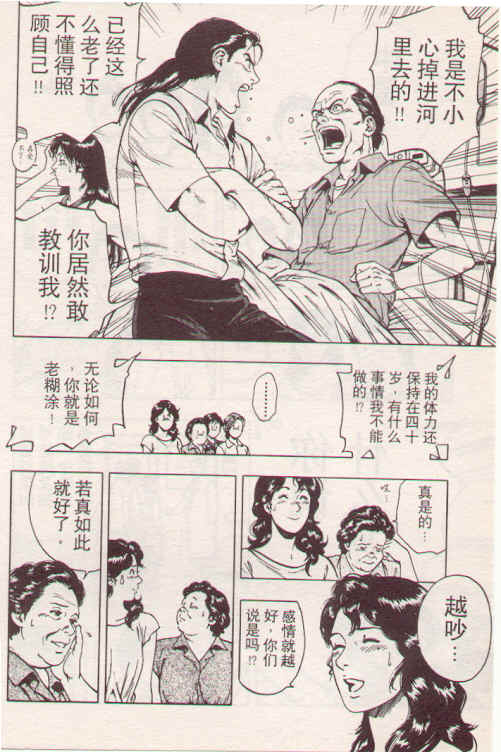 我是不小
心掉进河
里去的!!
已经这
么老了还
不懂得照
顾自己!!
你居然敢
教训我!?
我的体力还
保持在四十
岁，有什么
事情我不能
做的!?
………
无论如何
，你就是
老糊涂！
真是的…
越吵…
感情就越
好，你们
说是吗!?
若真如此
就好了。